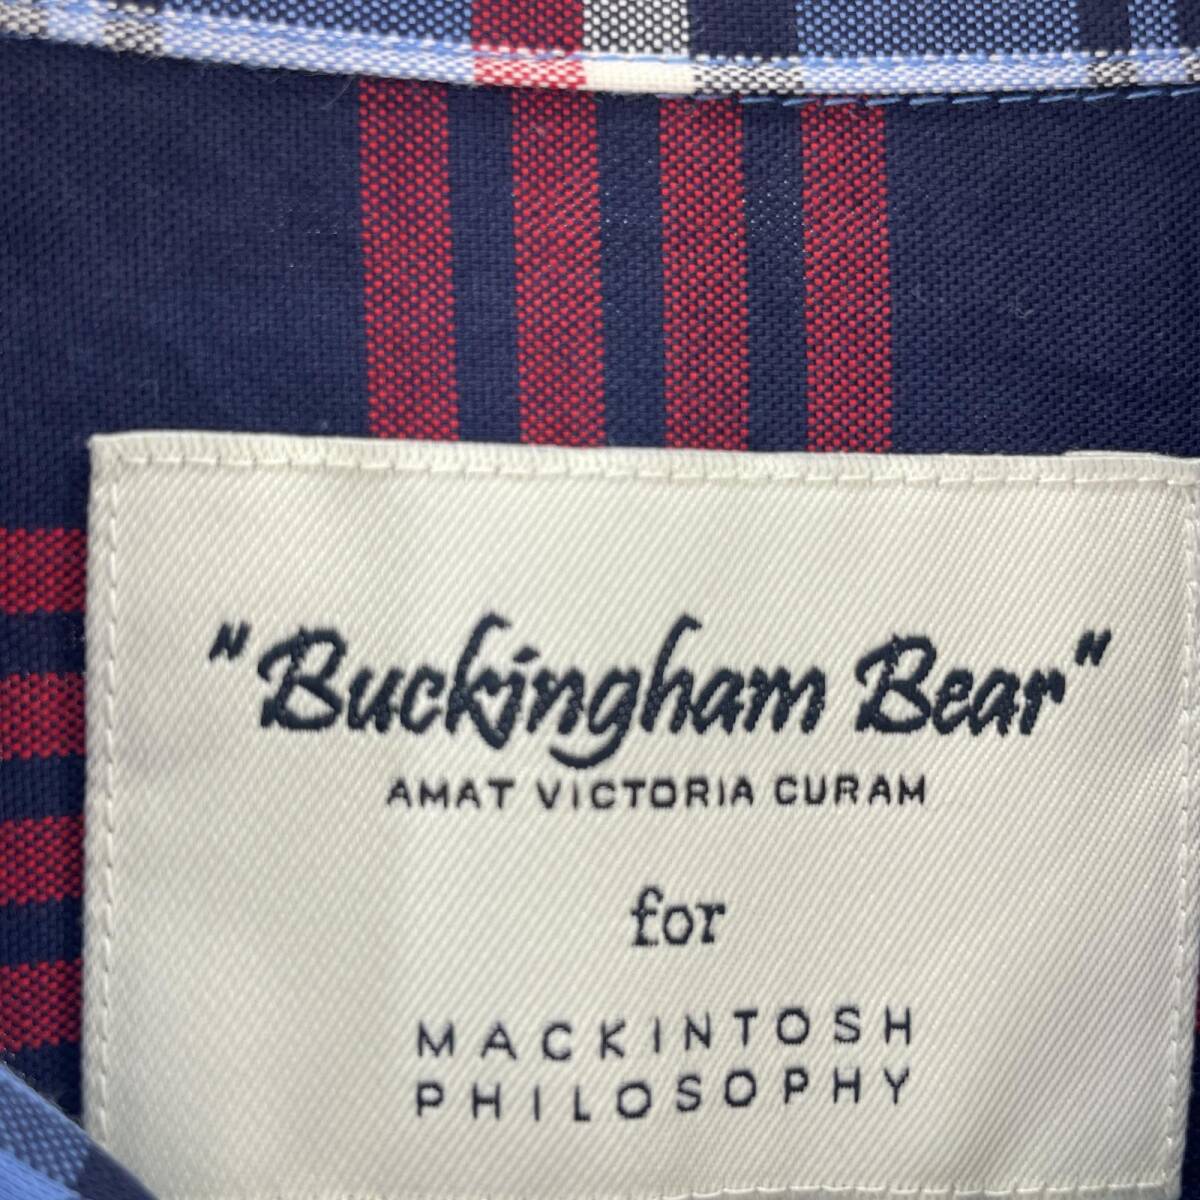 "Buckingham Bear"
AMAT VICTORIA CURAM
for
MACKINTOSH
PHILOSOPHY